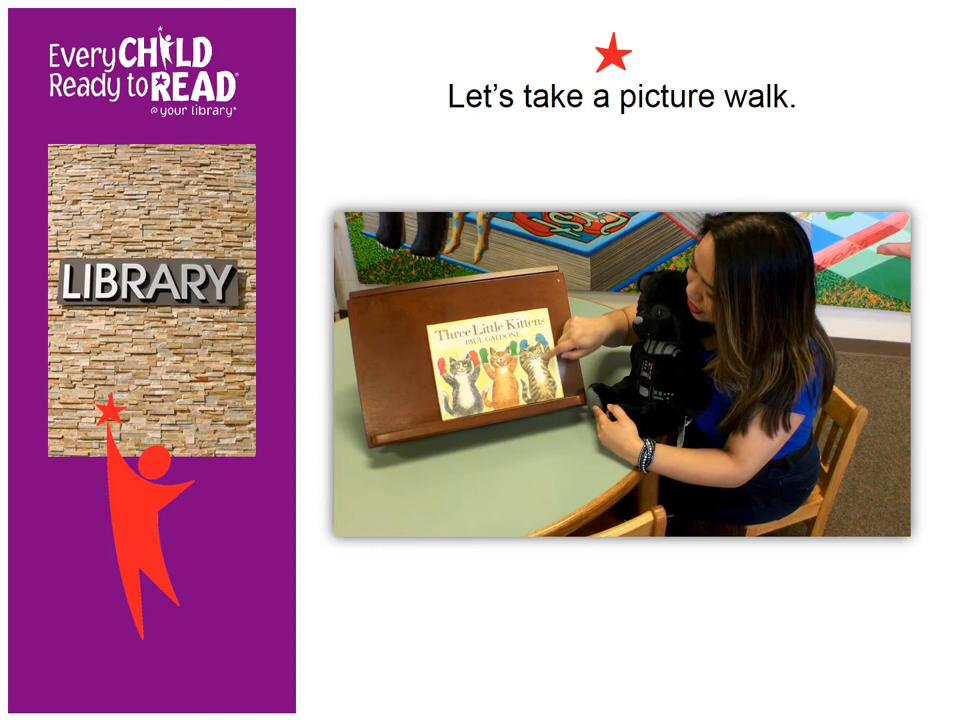 Every CHILD
Ready to READ®
@ your library®
LIBRARY
Let's take a picture walk.
Three Little Kittens
PAUL GALDONE